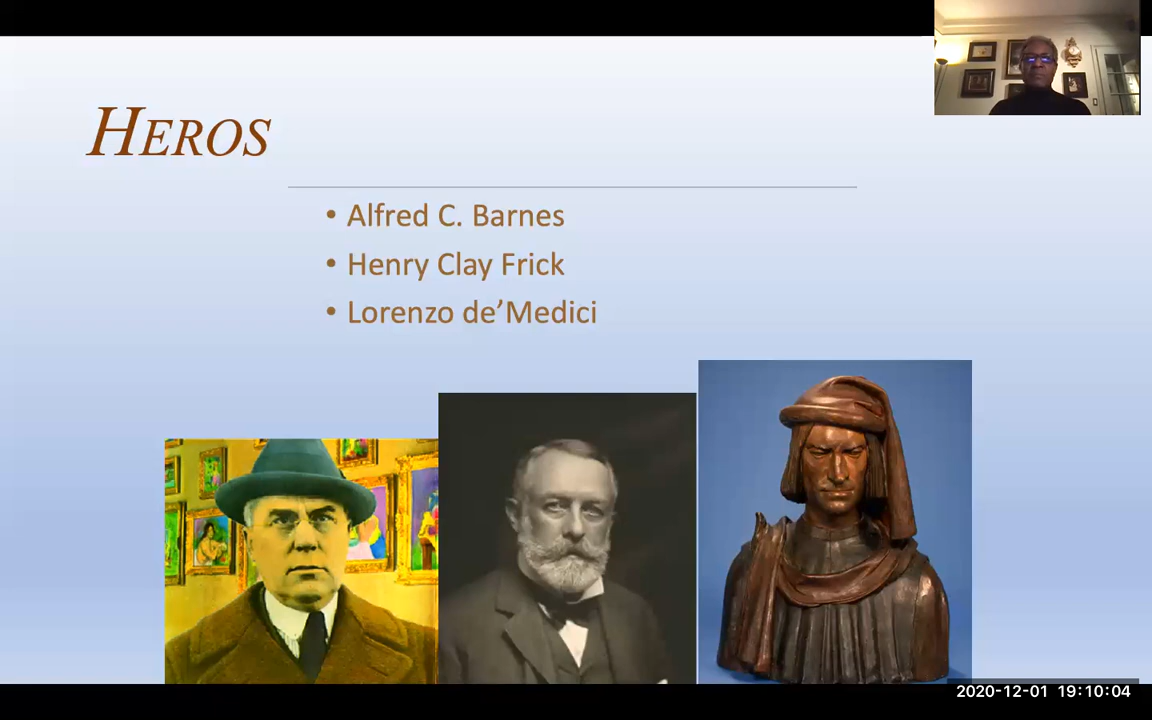 HEROS
• Alfred C. Barnes
• Henry Clay Frick
• Lorenzo de’Medici
2020-12-01 19:10:04